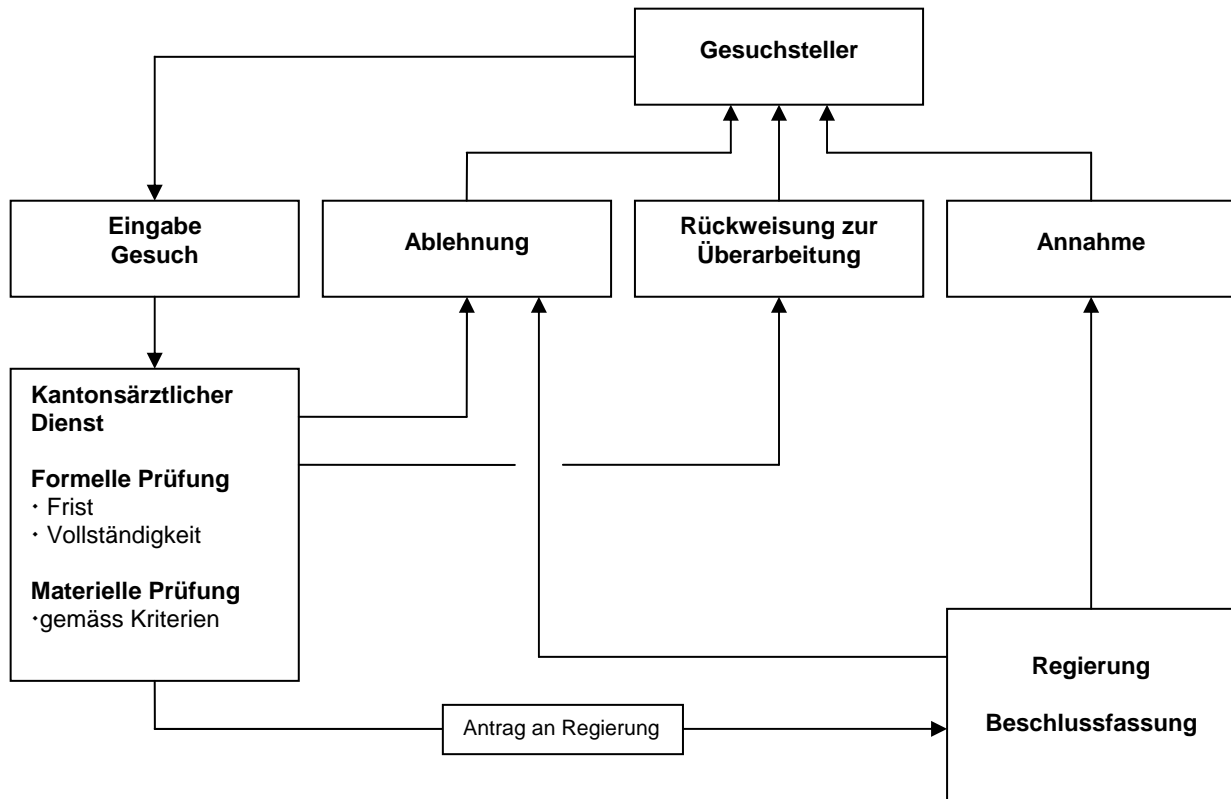 Gesuchsteller
Eingabe
Gesuch
Ablehnung
Rückweisung zur
Überarbeitung
Annahme
Kantonsärztlicher
Dienst
Formelle Prüfung
· Frist
· Vollständigkeit
Materielle Prüfung
·gemäss Kriterien
Regierung
Beschlussfassung
Antrag an Regierung